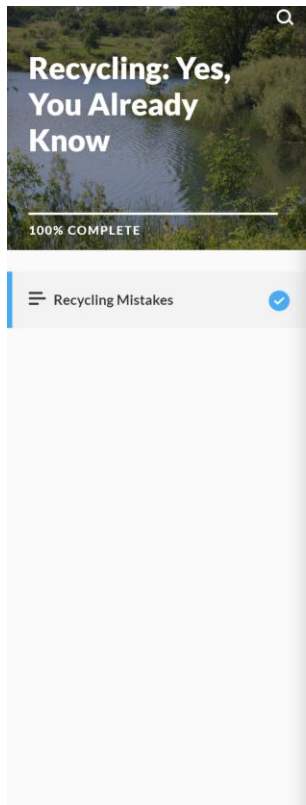 Recycling: Yes,
You Already
Know
100% COMPLETE
Recycling Mistakes